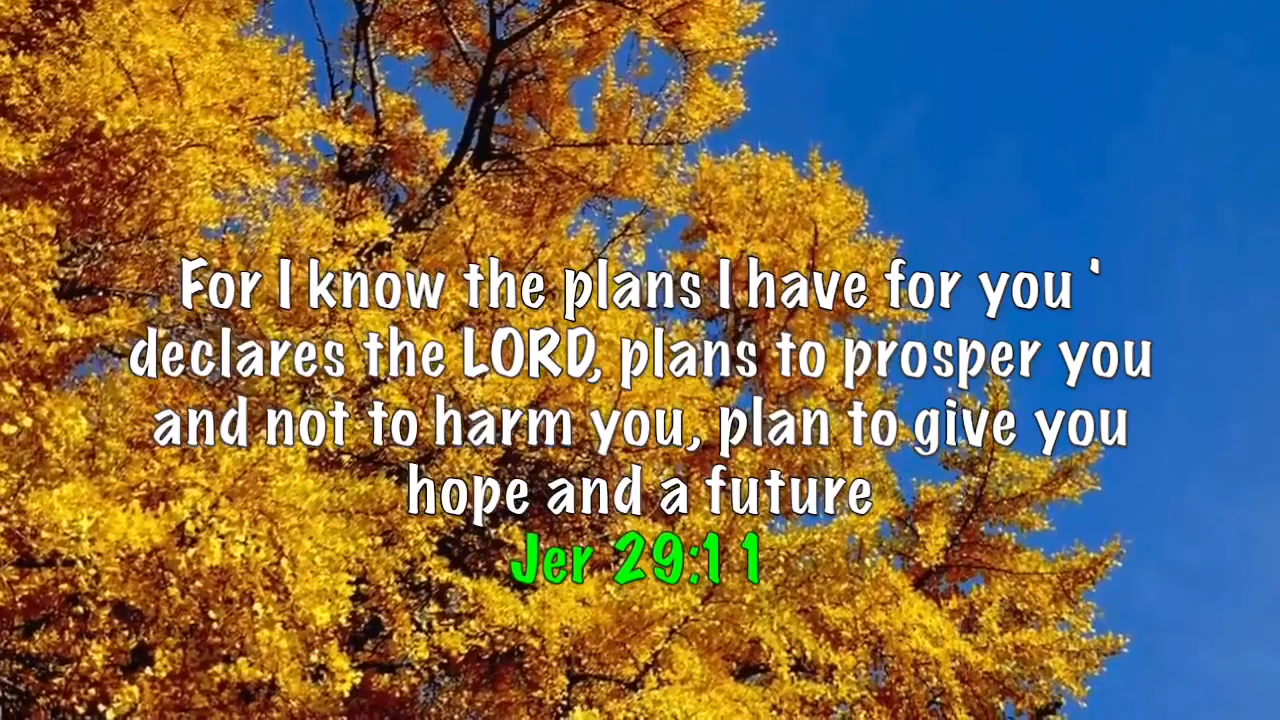 For I know the plans I have for you '
declares the LORD, plans to prosper you
and not to harm you, plan to give you
hope and a future
Jer 29:11